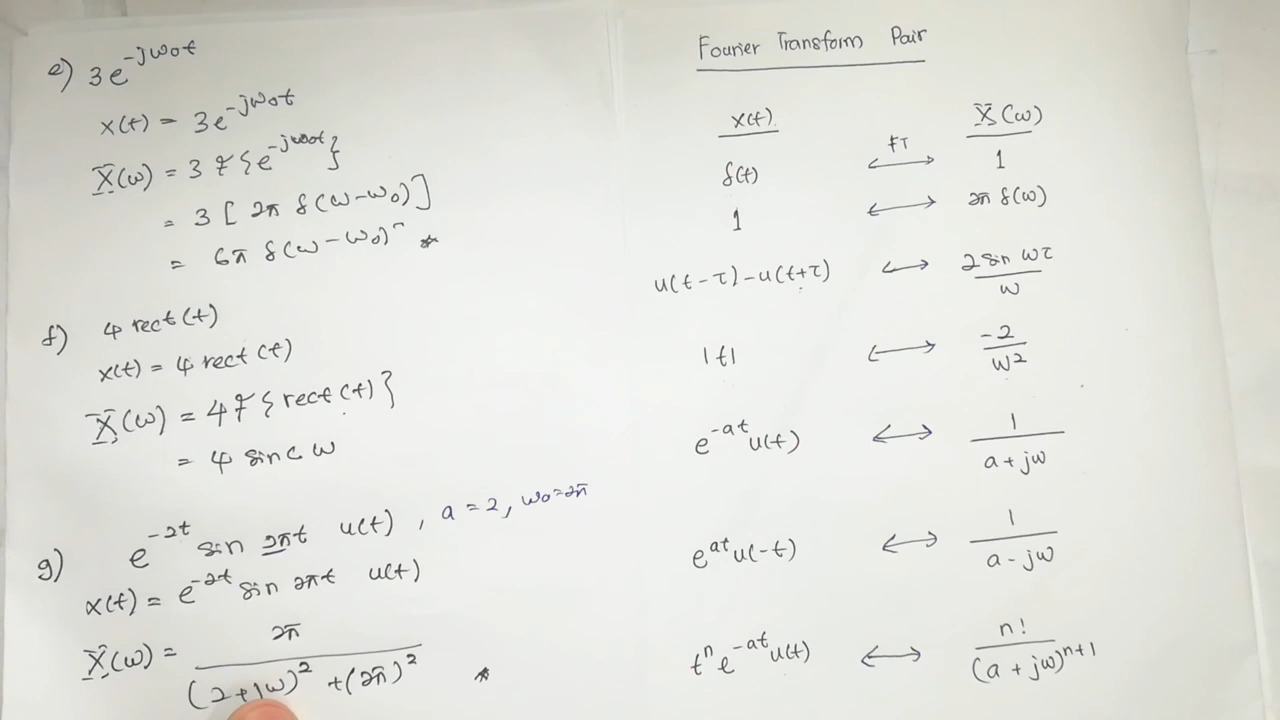 e) 3e^{-jω₀t}
x(t) = 3e^{-jω₀t}
X(ω) = 3 ℱ{e^{-jω₀t}}
= 3 [ 2π δ(ω-ω₀) ]
= 6π δ(ω-ω₀) *
f) 4 rect(t)
x(t) = 4 rect(t)
X(ω) = 4ℱ{rect(t)}
= 4 sinc ω
g) e^{-2t} sin 2πt u(t) , a = 2, ω₀=2π
x(t) = e^{-2t} sin 2πt u(t)
X(ω) = 2π / (2+jω)² + (2π)² *
Fourier Transform Pair
x(t) X(ω)
δ(t) ⟷ FT 1
1 ⟷ 2π δ(ω)
u(t-τ)-u(t+τ) ⟷ 2 sin ωτ / ω
|t| ⟷ -2 / ω²
e^{-at}u(t) ⟷ 1 / a+jω
e^{at}u(-t) ⟷ 1 / a-jω
tⁿe^{-at}u(t) ⟷ n! / (a+jω)^{n+1}